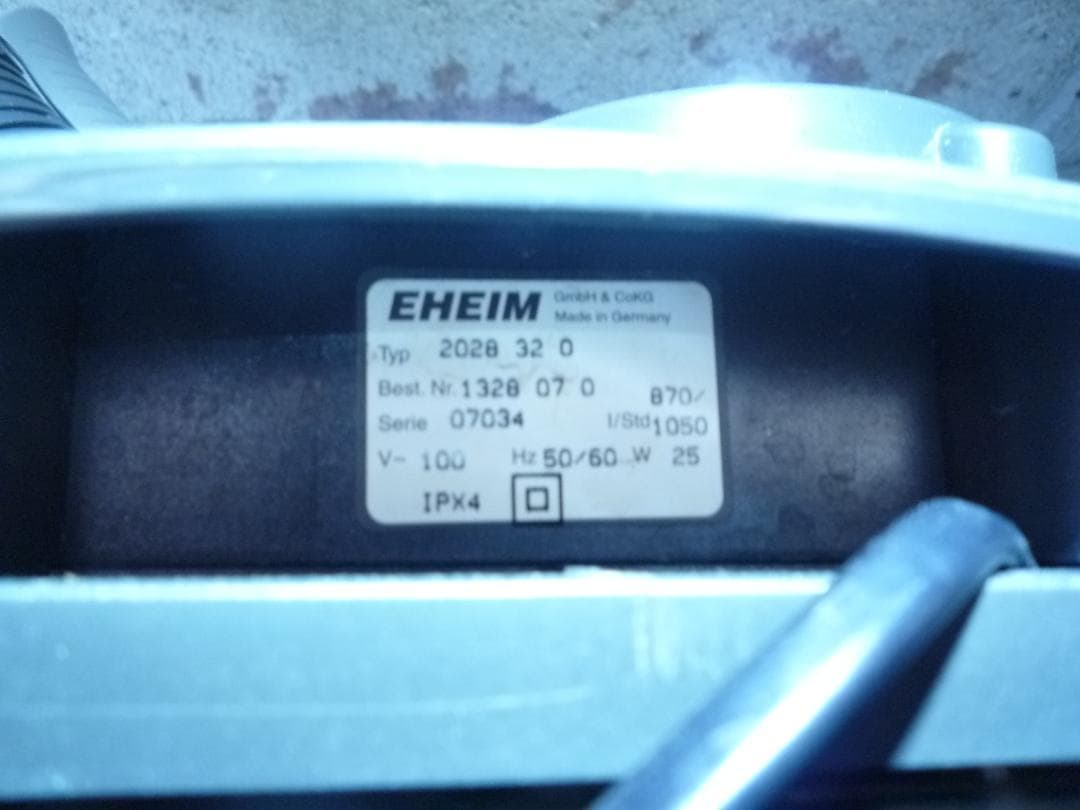 EHEIM GmbH & CoKG
Made in Germany
Typ 2028 32 0
Best. Nr. 1328 07 0 870/
Serie 07034 l/Std 1050
V~ 100 Hz 50/60 W 25
IPX4